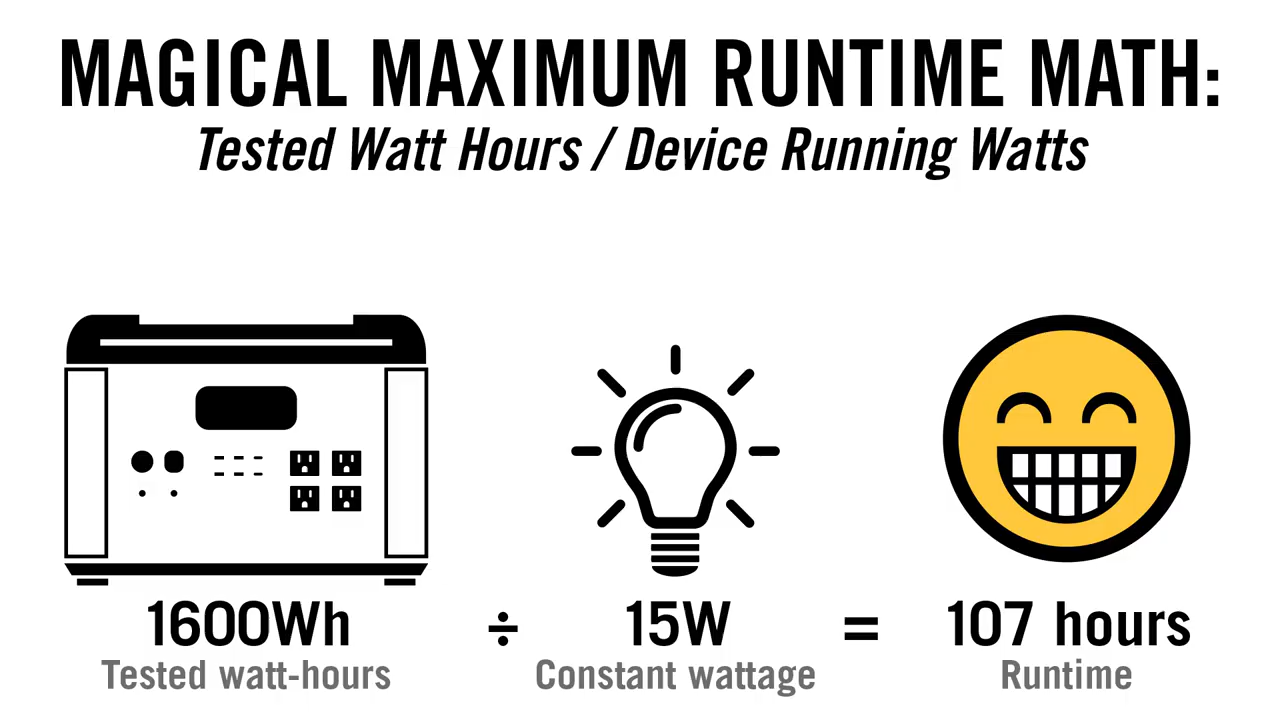 MAGICAL MAXIMUM RUNTIME MATH:
Tested Watt Hours / Device Running Watts
1600Wh ÷ 15W = 107 hours
Tested watt-hours Constant wattage Runtime